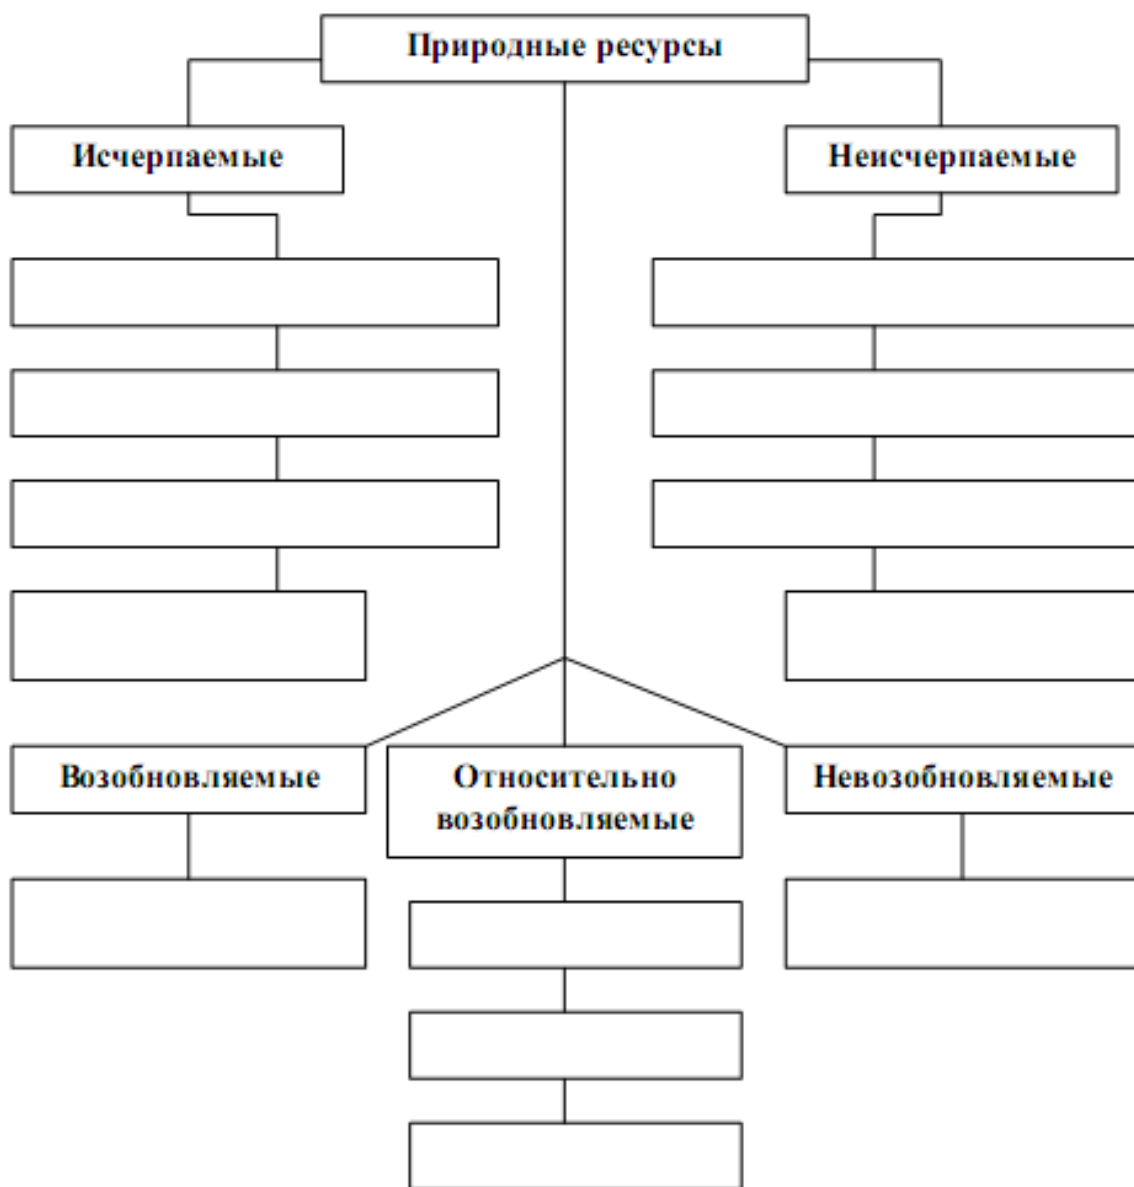 Природные ресурсы
Исчерпаемые
Неисчерпаемые
Возобновляемые
Относительно
возобновляемые
Невозобновляемые